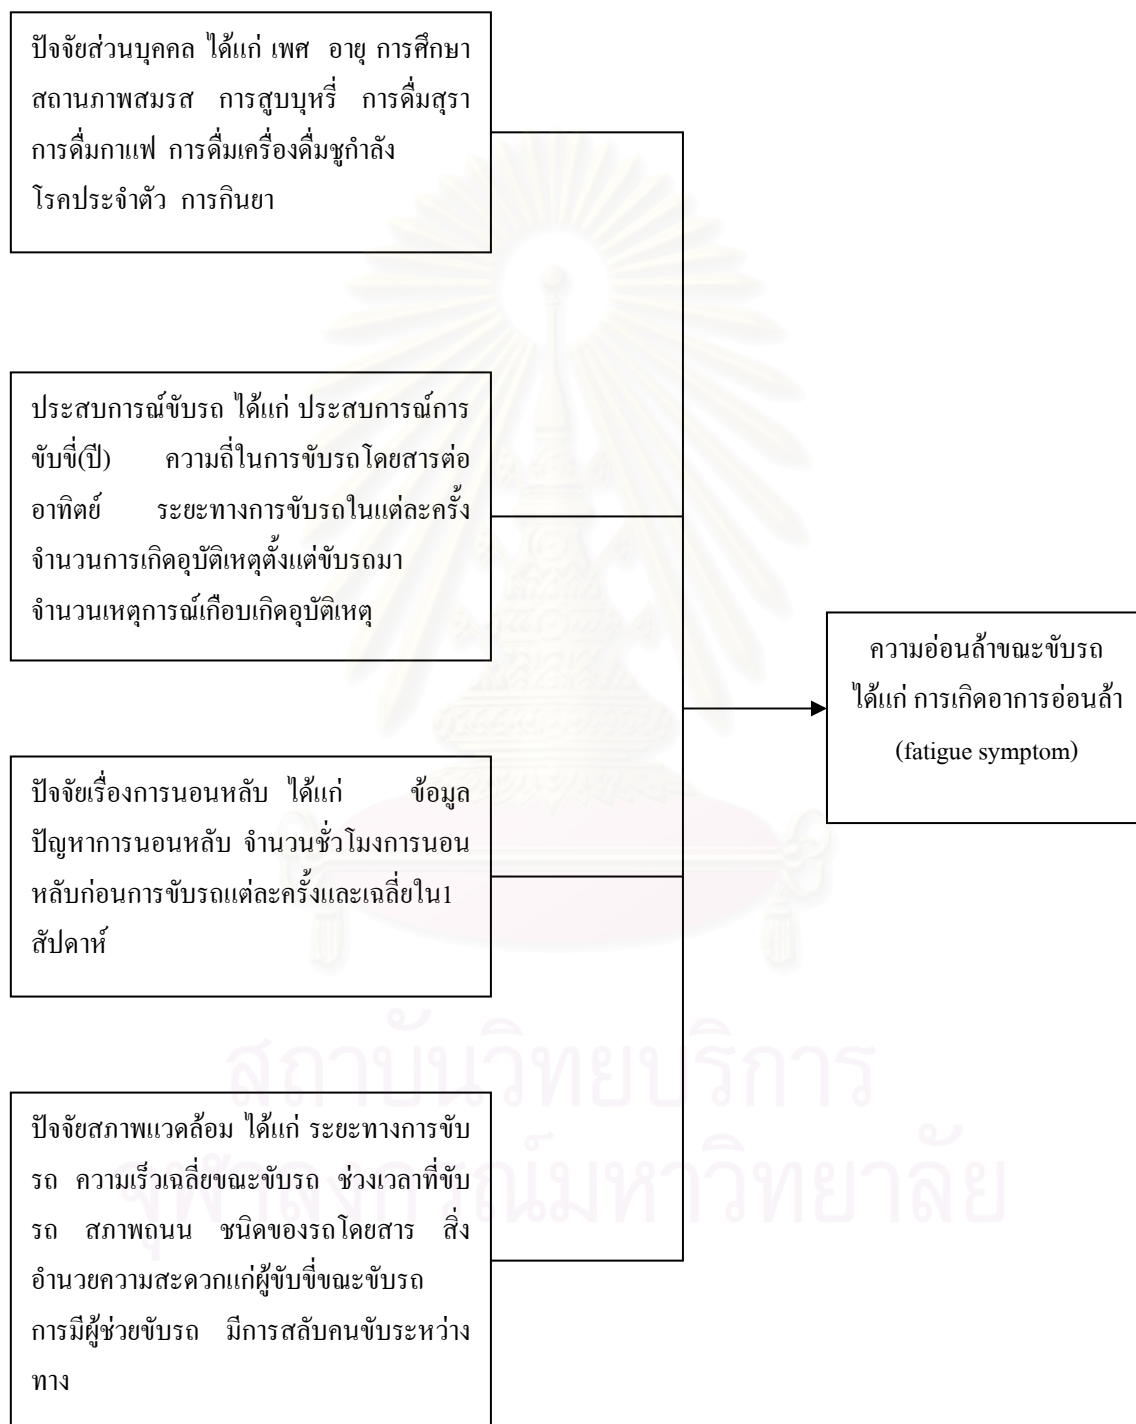 ปัจจัยส่วนบุคคล ได้แก่ เพศ อายุ การศึกษา
สถานภาพสมรส การสูบบุหรี่ การดื่มสุรา
การดื่มกาแฟ การดื่มเครื่องดื่มชูกำลัง
โรคประจำตัว การกินยา
ประสบการณ์ขับรถ ได้แก่ ประสบการณ์การ
ขับขี่(ปี) ความถี่ในการขับรถโดยสารต่อ
อาทิตย์ ระยะทางการขับรถในแต่ละครั้ง
จำนวนการเกิดอุบัติเหตุตั้งแต่ขับรถมา
จำนวนเหตุการณ์เกือบเกิดอุบัติเหตุ
ปัจจัยเรื่องการนอนหลับ ได้แก่ ข้อมูล
ปัญหาการนอนหลับ จำนวนชั่วโมงการนอน
หลับก่อนการขับรถแต่ละครั้งและเฉลี่ยใน1
สัปดาห์
ปัจจัยสภาพแวดล้อม ได้แก่ ระยะทางการขับ
รถ ความเร็วเฉลี่ยขณะขับรถ ช่วงเวลาที่ขับ
รถ สภาพถนน ชนิดของรถโดยสาร สิ่ง
อำนวยความสะดวกแก่ผู้ขับขี่ขณะขับรถ
การมีผู้ช่วยขับรถ มีการสลับคนขับระหว่าง
ทาง
ความอ่อนล้าขณะขับรถ
ได้แก่ การเกิดอาการอ่อนล้า
(fatigue symptom)
สถาบันวิทยบริการ
จุฬาลงกรณ์มหาวิทยาลัย